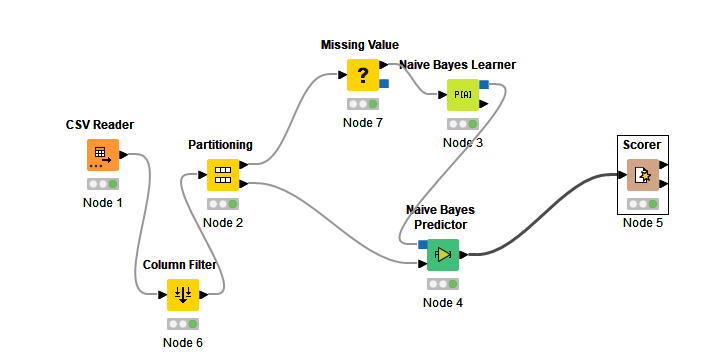 Missing Value
?
Node 7
Naive Bayes Learner
P[A]
Node 3
CSV Reader
Node 1
Partitioning
Node 2
Scorer
Node 5
Naive Bayes
Predictor
Node 4
Column Filter
Node 6